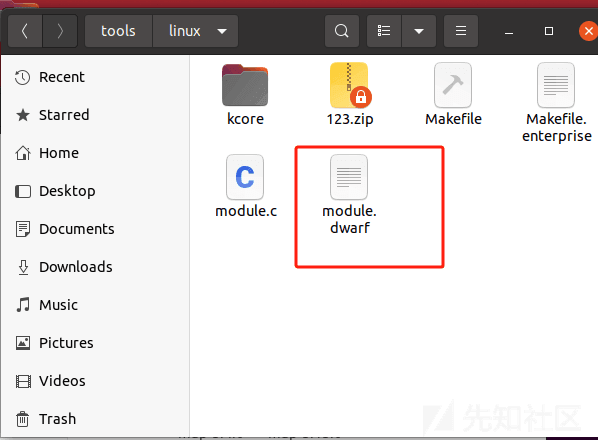 tools
linux
Recent
Starred
Home
Desktop
Documents
Downloads
Music
Pictures
Videos
Trash
kcore
123.zip
Makefile
Makefile.
enterprise
module.c
module.
dwarf
先知社区